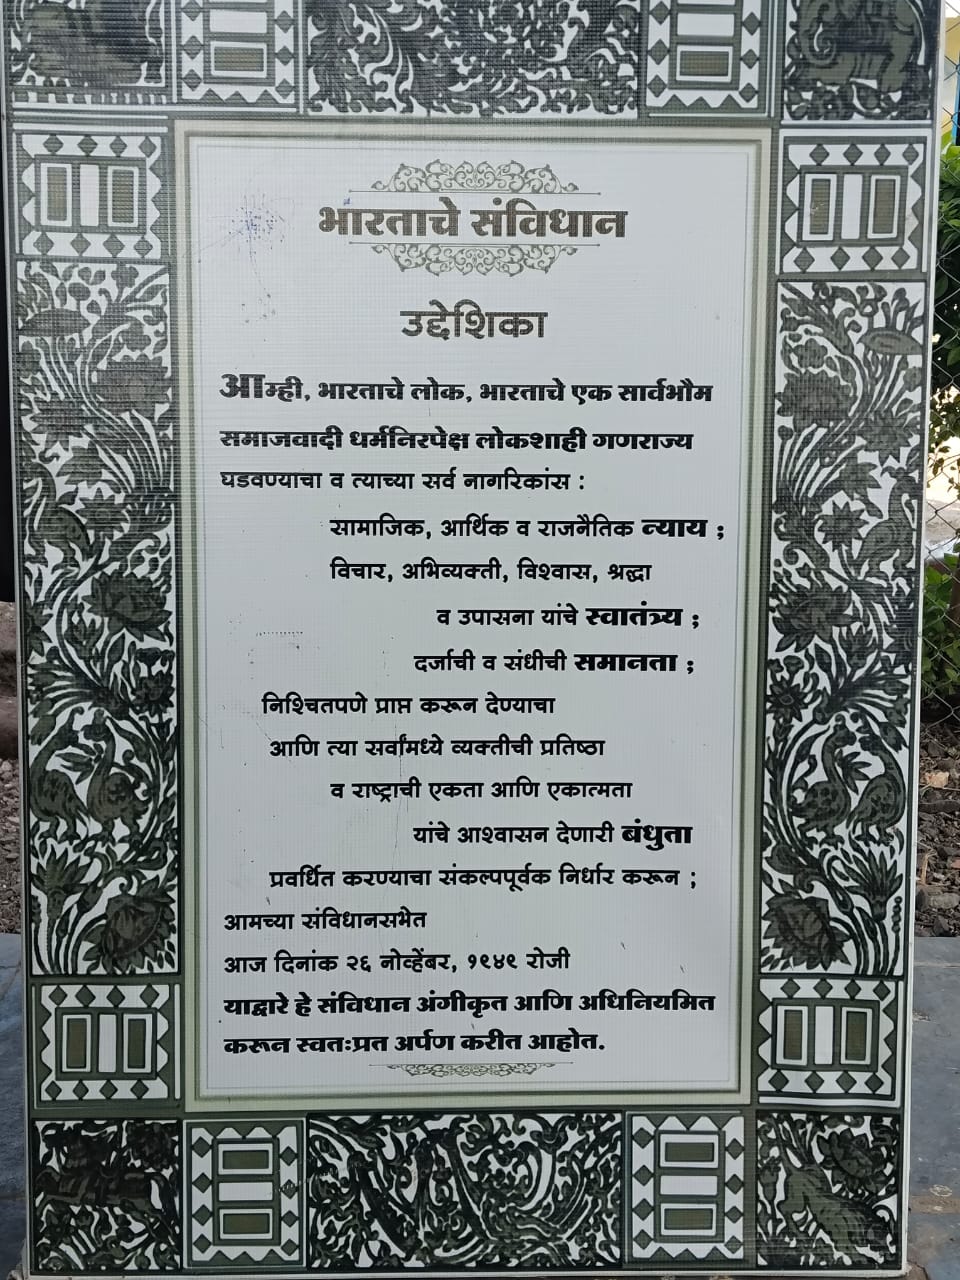 भारताचे संविधान
उद्देशिका
आम्ही, भारताचे लोक, भारताचे एक सार्वभौम
समाजवादी धर्मनिरपेक्ष लोकशाही गणराज्य
घडवण्याचा व त्याच्या सर्व नागरिकांस :
सामाजिक, आर्थिक व राजनैतिक न्याय ;
विचार, अभिव्यक्ती, विश्वास, श्रद्धा
व उपासना यांचे स्वातंत्र्य ;
दर्जाची व संधीची समानता ;
निश्चितपणे प्राप्त करून देण्याचा
आणि त्या सर्वांमध्ये व्यक्तीची प्रतिष्ठा
व राष्ट्राची एकता आणि एकात्मता
यांचे आश्वासन देणारी बंधुता
प्रवर्धित करण्याचा संकल्पपूर्वक निर्धार करून ;
आमच्या संविधानसभेत
आज दिनांक २६ नोव्हेंबर, १९४९ रोजी
याद्वारे हे संविधान अंगीकृत आणि अधिनियमित
करून स्वतःप्रत अर्पण करीत आहोत.